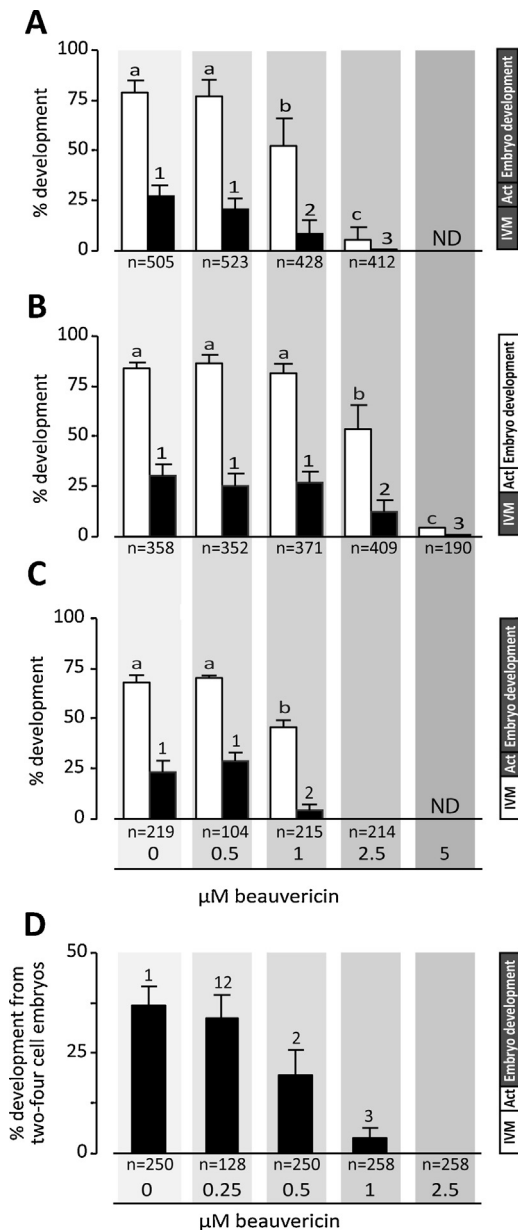 A
100
75
50
25
0
% development
a
1
a
1
b
2
c
3
ND
n=505
n=523
n=428
n=412
IVM
Act
Embryo development
B
100
75
50
25
0
% development
a
1
a
1
a
1
b
2
c
3
n=358
n=352
n=371
n=409
n=190
IVM
Act
Embryo development
C
100
75
50
25
0
% development
a
1
a
1
b
2
ND
n=219
n=104
n=215
n=214
0
0.5
1
2.5
5
µM beauvericin
IVM
Act
Embryo development
D
50
25
0
% development from
two-four cell embryos
1
12
2
3
n=250
n=128
n=250
n=258
n=258
0
0.25
0.5
1
2.5
µM beauvericin
IVM
Act
Embryo development